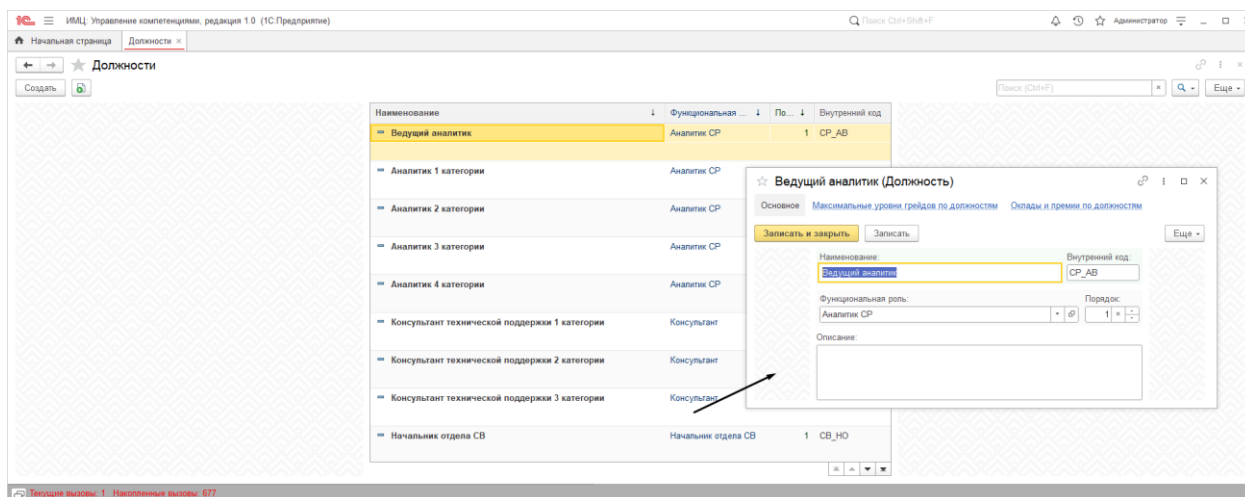 1С ИМЦ: Управление компетенциями, редакция 1.0 (1С:Предприятие) Поиск Ctrl+Shift+F Администратор
Начальная страница Должности ×
Должности
Создать Поиск (Ctrl+F) × Еще
Наименование ↓ Функциональная ... ↓ По... ↓ Внутренний код
Ведущий аналитик Аналитик СР 1 СР_АВ
Аналитик 1 категории Аналитик СР
Аналитик 2 категории Аналитик СР
Аналитик 3 категории Аналитик СР
Аналитик 4 категории Аналитик СР
Консультант технической поддержки 1 категории Консультант
Консультант технической поддержки 2 категории Консультант
Консультант технической поддержки 3 категории Консультант
Начальник отдела СВ Начальник отдела СВ 1 СВ_НО
Ведущий аналитик (Должность)
Основное Максимальные уровни грейдов по должностям Оклады и премии по должностям
Записать и закрыть Записать Еще
Наименование: Внутренний код:
Ведущий аналитик СР_АВ
Функциональная роль: Порядок:
Аналитик СР 1
Описание:
Текущие вызовы: 1 Накопленные вызовы: 677